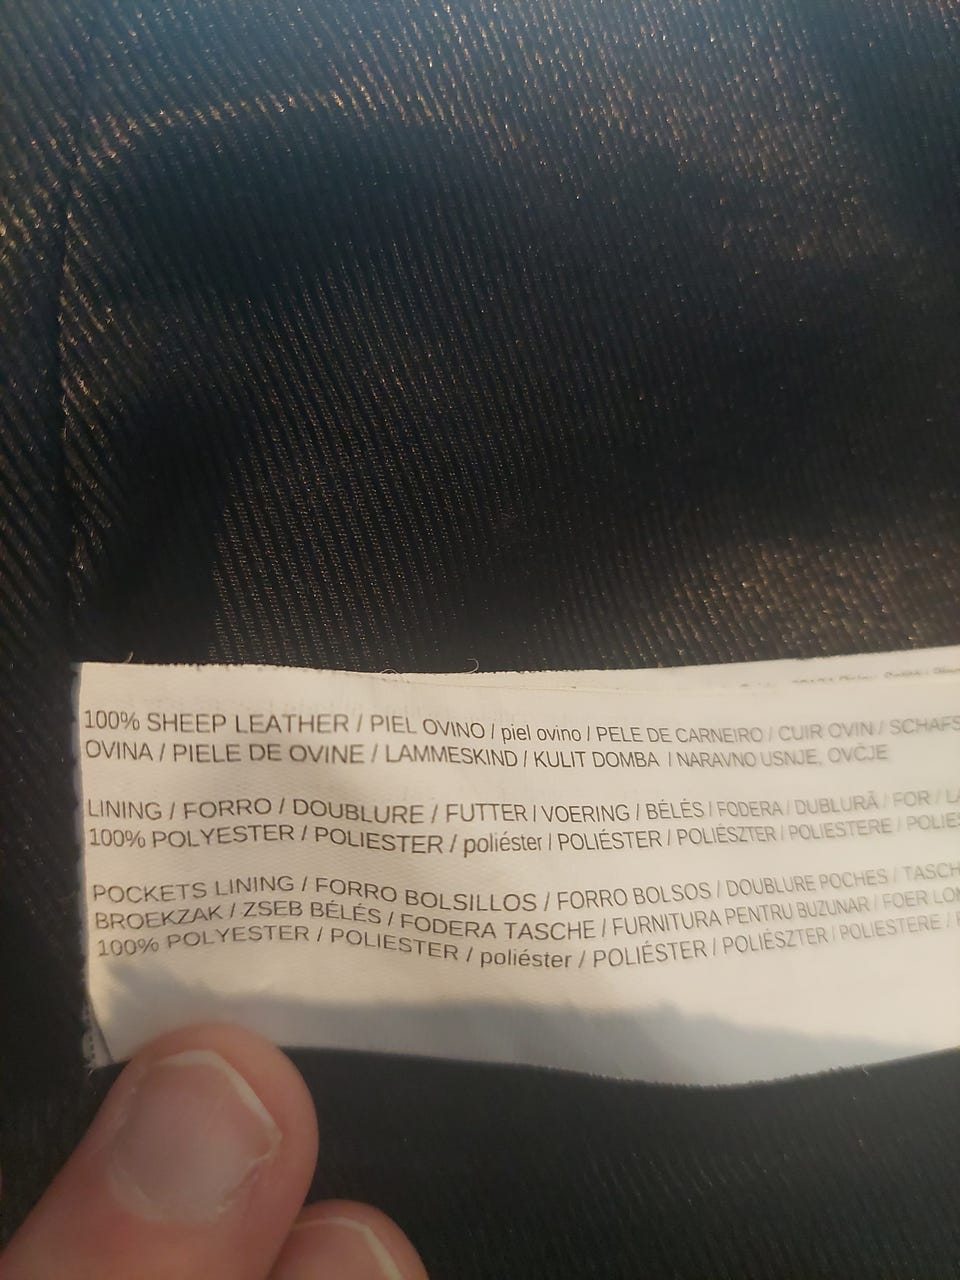 100% SHEEP LEATHER / PIEL OVINO / piel ovino / PELE DE CARNEIRO / CUIR OVIN / SCHAFS
OVINA / PIELE DE OVINE / LAMMESKIND / KULIT DOMBA / NARAVNO USNJE, OVČJE
LINING / FORRO / DOUBLURE / FUTTER / VOERING / BÉLÉS / FODERA / DUBLURĂ / FOR / LA
100% POLYESTER / POLIESTER / poliéster / POLIÉSTER / POLIÉSZTER / POLIESTERE / POLIES
POCKETS LINING / FORRO BOLSILLOS / FORRO BOLSOS / DOUBLURE POCHES / TASCH
BROEKZAK / ZSEB BÉLÉS / FODERA TASCHE / FURNITURA PENTRU BUZUNAR / FOER LOM
100% POLYESTER / POLIESTER / poliéster / POLIÉSTER / POLIÉSZTER / POLIESTERE /